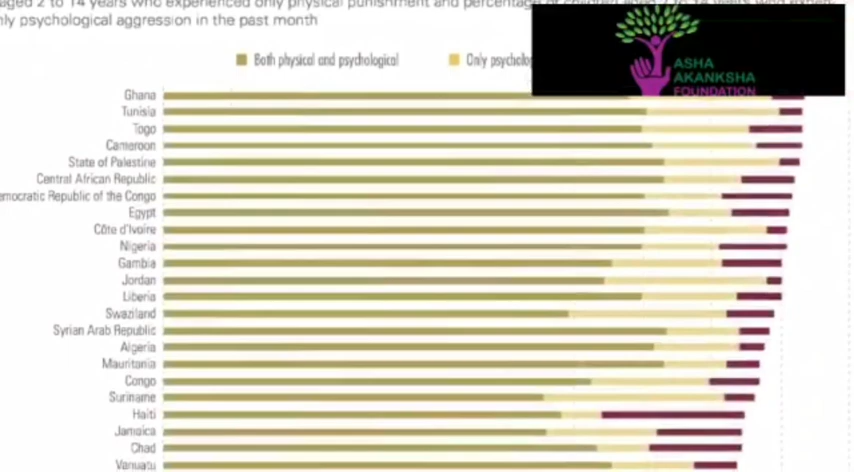 aged 2 to 14 years who experienced only physical punishment and percentage of children aged 2 to 14 years who experi-
nly psychological aggression in the past month
Both physical and psychological
Only psycholog
ASHA
AKANKSHA
FOUNDATION
Ghana
Tunisia
Togo
Cameroon
State of Palestine
Central African Republic
emocratic Republic of the Congo
Egypt
Côte d'Ivoire
Nigeria
Gambia
Jordan
Liberia
Swaziland
Syrian Arab Republic
Algeria
Mauritania
Congo
Suriname
Haiti
Jamaica
Chad
Vanuatu